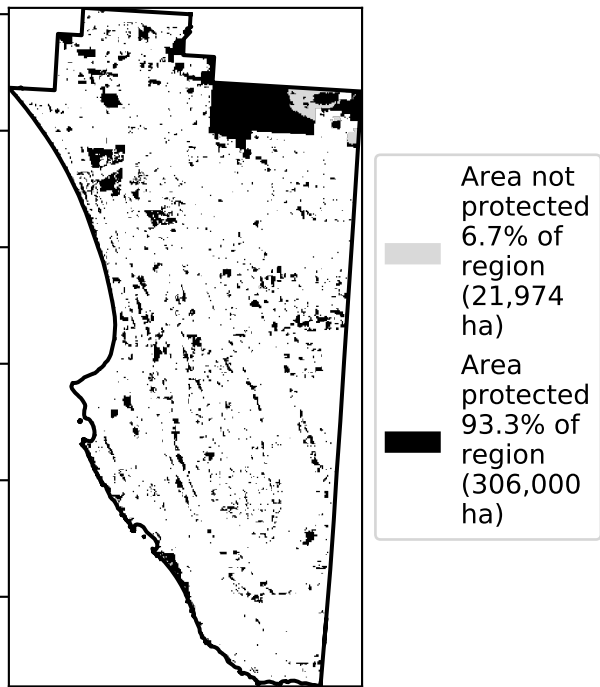 Area not
protected
6.7% of
region
(21,974
ha)
Area
protected
93.3% of
region
(306,000
ha)